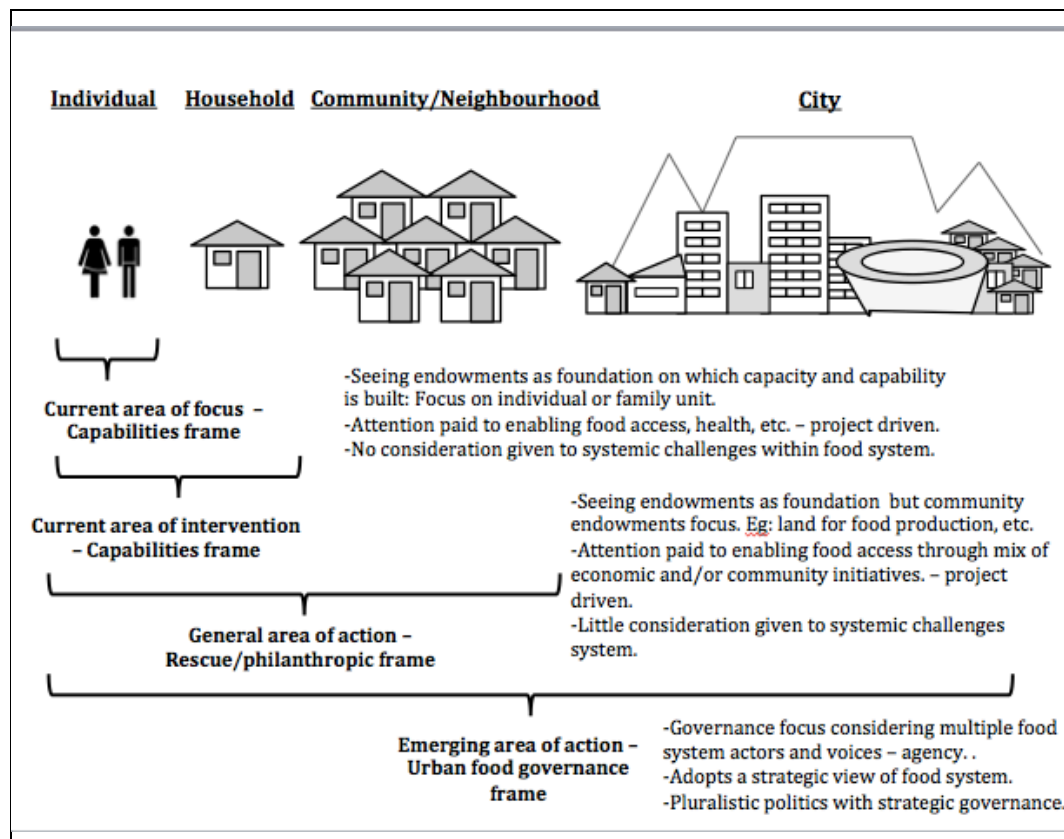 Individual
Household
Community/Neighbourhood
City
Current area of focus –
Capabilities frame
-Seeing endowments as foundation on which capacity and capability
is built: Focus on individual or family unit.
-Attention paid to enabling food access, health, etc. – project driven.
-No consideration given to systemic challenges within food system.
Current area of intervention
– Capabilities frame
-Seeing endowments as foundation  but community
endowments focus. Eg: land for food production, etc.
-Attention paid to enabling food access through mix of
economic and/or community initiatives. – project
driven.
-Little consideration given to systemic challenges
system.
General area of action –
Rescue/philanthropic frame
Emerging area of action –
Urban food governance
frame
-Governance focus considering multiple food
system actors and voices – agency. .
-Adopts a strategic view of food system.
-Pluralistic politics with strategic governance.